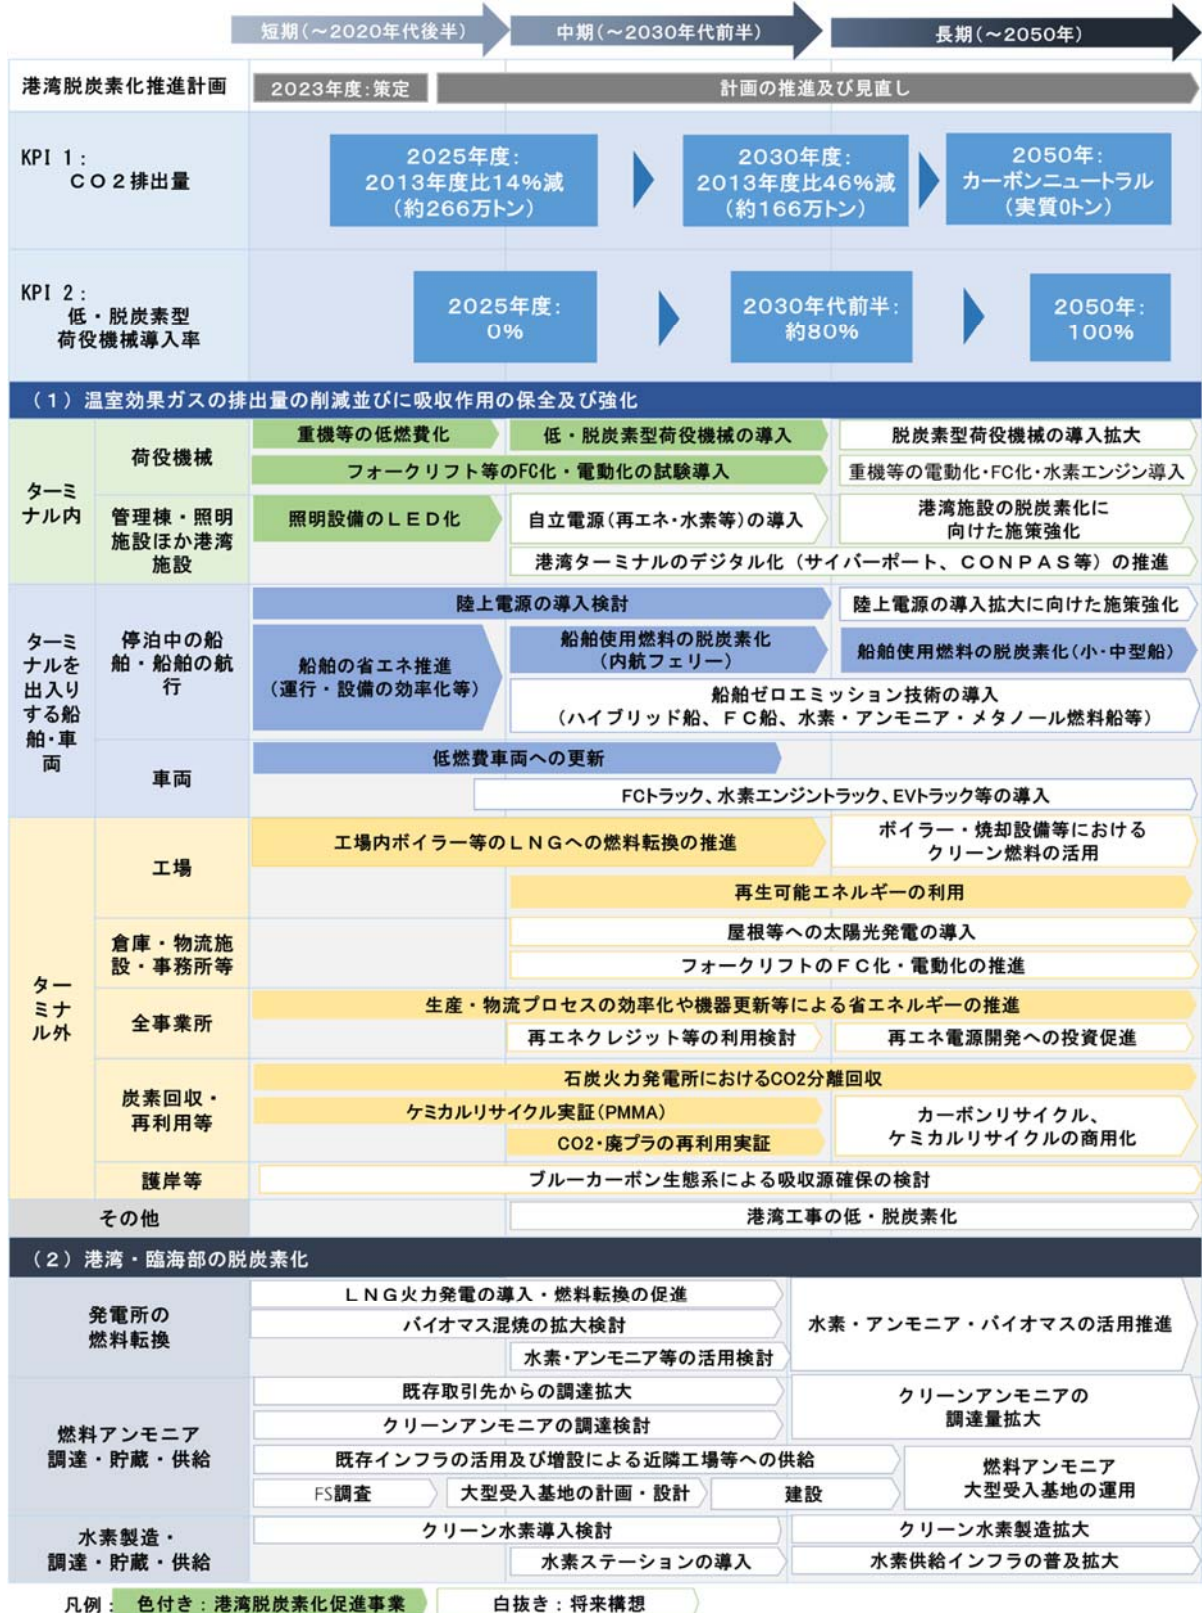 短期(～2020年代後半)
中期(～2030年代前半)
長期(～2050年)
港湾脱炭素化推進計画
2023年度:策定
計画の推進及び見直し
KPI 1:
CO2排出量
2025年度:
2013年度比14%減
(約266万トン)
2030年度:
2013年度比46%減
(約166万トン)
2050年:
カーボンニュートラル
(実質0トン)
KPI 2:
低・脱炭素型
荷役機械導入率
2025年度:
0%
2030年代前半:
約80%
2050年:
100%
(1)温室効果ガスの排出量の削減並びに吸収作用の保全及び強化
ターミ
ナル内
荷役機械
重機等の低燃費化
低・脱炭素型荷役機械の導入
脱炭素型荷役機械の導入拡大
フォークリフト等のFC化・電動化の試験導入
重機等の電動化・FC化・水素エンジン導入
管理棟・照明
施設ほか港湾
施設
照明設備のLED化
自立電源(再エネ・水素等)の導入
港湾施設の脱炭素化に
向けた施策強化
港湾ターミナルのデジタル化(サイバーポート、CONPAS等)の推進
ターミ
ナルを
出入り
する船
舶・車
両
停泊中の船
舶・船舶の航
行
陸上電源の導入検討
陸上電源の導入拡大に向けた施策強化
船舶の省エネ推進
(運行・設備の効率化等)
船舶使用燃料の脱炭素化
(内航フェリー)
船舶使用燃料の脱炭素化(小・中型船)
船舶ゼロエミッション技術の導入
(ハイブリッド船、FC船、水素・アンモニア・メタノール燃料船等)
車両
低燃費車両への更新
FCトラック、水素エンジントラック、EVトラック等の導入
ター
ミナ
ル外
工場
工場内ボイラー等のLNGへの燃料転換の推進
ボイラー・焼却設備等における
クリーン燃料の活用
再生可能エネルギーの利用
倉庫・物流施
設・事務所等
屋根等への太陽光発電の導入
フォークリフトのFC化・電動化の推進
全事業所
生産・物流プロセスの効率化や機器更新等による省エネルギーの推進
再エネクレジット等の利用検討
再エネ電源開発への投資促進
炭素回収・
再利用等
石炭火力発電所におけるCO2分離回収
ケミカルリサイクル実証(PMMA)
CO2・廃プラの再利用実証
カーボンリサイクル、
ケミカルリサイクルの商用化
護岸等
ブルーカーボン生態系による吸収源確保の検討
その他
港湾工事の低・脱炭素化
(2)港湾・臨海部の脱炭素化
発電所の
燃料転換
LNG火力発電の導入・燃料転換の促進
バイオマス混焼の拡大検討
水素・アンモニア等の活用検討
水素・アンモニア・バイオマスの活用推進
燃料アンモニア
調達・貯蔵・供給
既存取引先からの調達拡大
クリーンアンモニアの調達検討
クリーンアンモニアの
調達量拡大
既存インフラの活用及び増設による近隣工場等への供給
FS調査
大型受入基地の計画・設計
建設
燃料アンモニア
大型受入基地の運用
水素製造・
調達・貯蔵・供給
クリーン水素導入検討
クリーン水素製造拡大
水素ステーションの導入
水素供給インフラの普及拡大
凡例:
色付き:港湾脱炭素化促進事業
白抜き:将来構想